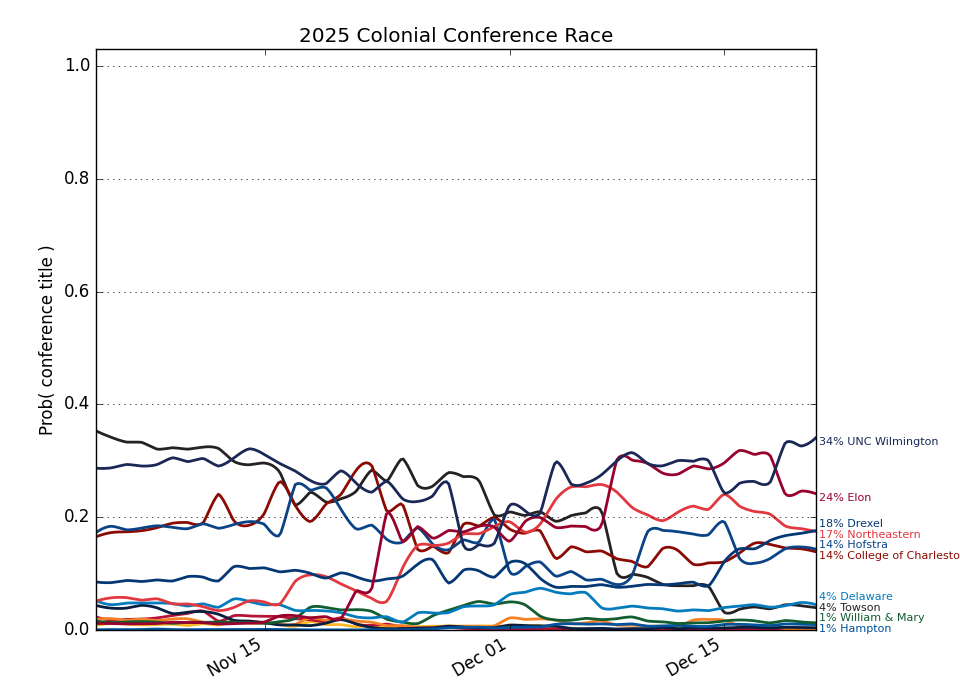 2025 Colonial Conference Race
Prob( conference title )
1.0
0.8
0.6
0.4
0.2
0.0
Nov 15
Dec 01
Dec 15
34% UNC Wilmington
23% Elon
18% Drexel
17% Northeastern
14% Hofstra
14% College of Charlesto
4% Delaware
4% Towson
1% William & Mary
1% Hampton